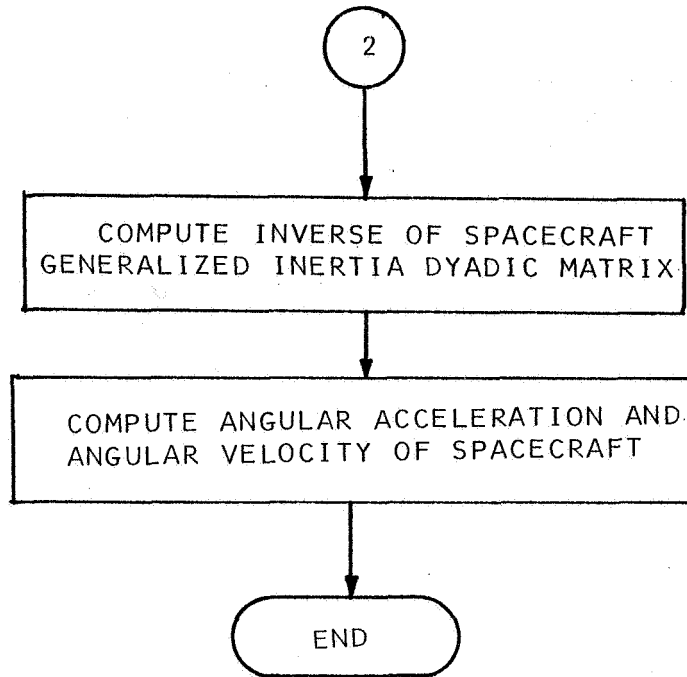 2
COMPUTE INVERSE OF SPACECRAFT
GENERALIZED INERTIA DYADIC MATRIX
COMPUTE ANGULAR ACCELERATION AND
ANGULAR VELOCITY OF SPACECRAFT
END